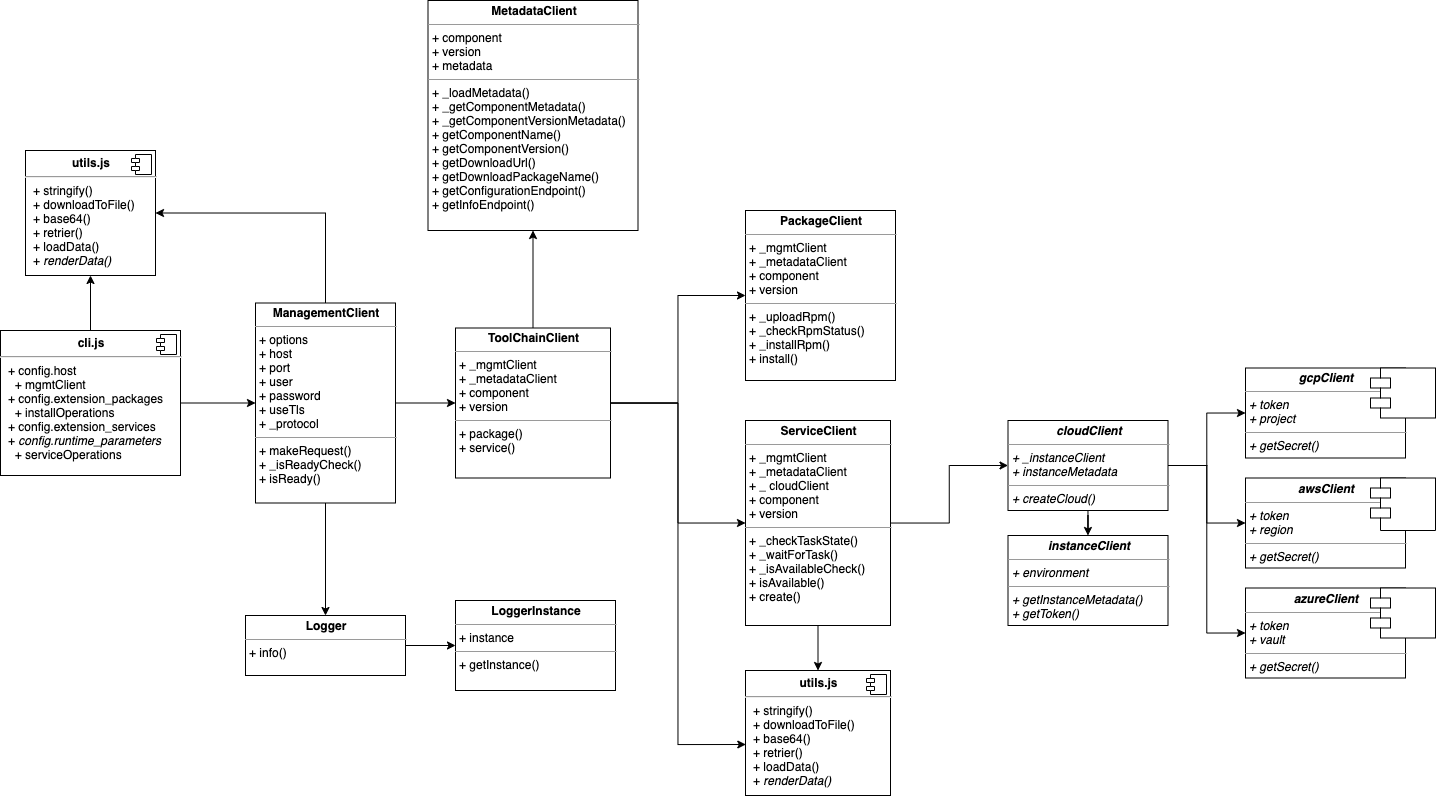 MetadataClient
+ component
+ version
+ metadata
+ _loadMetadata()
+ _getComponentMetadata()
+ _getComponentVersionMetadata()
+ getComponentName()
+ getComponentVersion()
+ getDownloadUrl()
+ getDownloadPackageName()
+ getConfigurationEndpoint()
+ getInfoEndpoint()
utils.js
+ stringify()
+ downloadToFile()
+ base64()
+ retrier()
+ loadData()
+ renderData()
cli.js
+ config.host
+ mgmtClient
+ config.extension_packages
+ installOperations
+ config.extension_services
+ config.runtime_parameters
+ serviceOperations
ManagementClient
+ options
+ host
+ port
+ user
+ password
+ useTls
+ _protocol
+ makeRequest()
+ _isReadyCheck()
+ isReady()
ToolChainClient
+ _mgmtClient
+ _metadataClient
+ component
+ version
+ package()
+ service()
Logger
+ info()
LoggerInstance
+ instance
+ getInstance()
PackageClient
+ _mgmtClient
+ _metadataClient
+ component
+ version
+ _uploadRpm()
+ _checkRpmStatus()
+ _installRpm()
+ install()
ServiceClient
+ _mgmtClient
+ _metadataClient
+ _ cloudClient
+ component
+ version
+ _checkTaskState()
+ _waitForTask()
+ _isAvailableCheck()
+ isAvailable()
+ create()
utils.js
+ stringify()
+ downloadToFile()
+ base64()
+ retrier()
+ loadData()
+ renderData()
cloudClient
+ _instanceClient
+ instanceMetadata
+ createCloud()
instanceClient
+ environment
+ getInstanceMetadata()
+ getToken()
gcpClient
+ token
+ project
+ getSecret()
awsClient
+ token
+ region
+ getSecret()
azureClient
+ token
+ vault
+ getSecret()